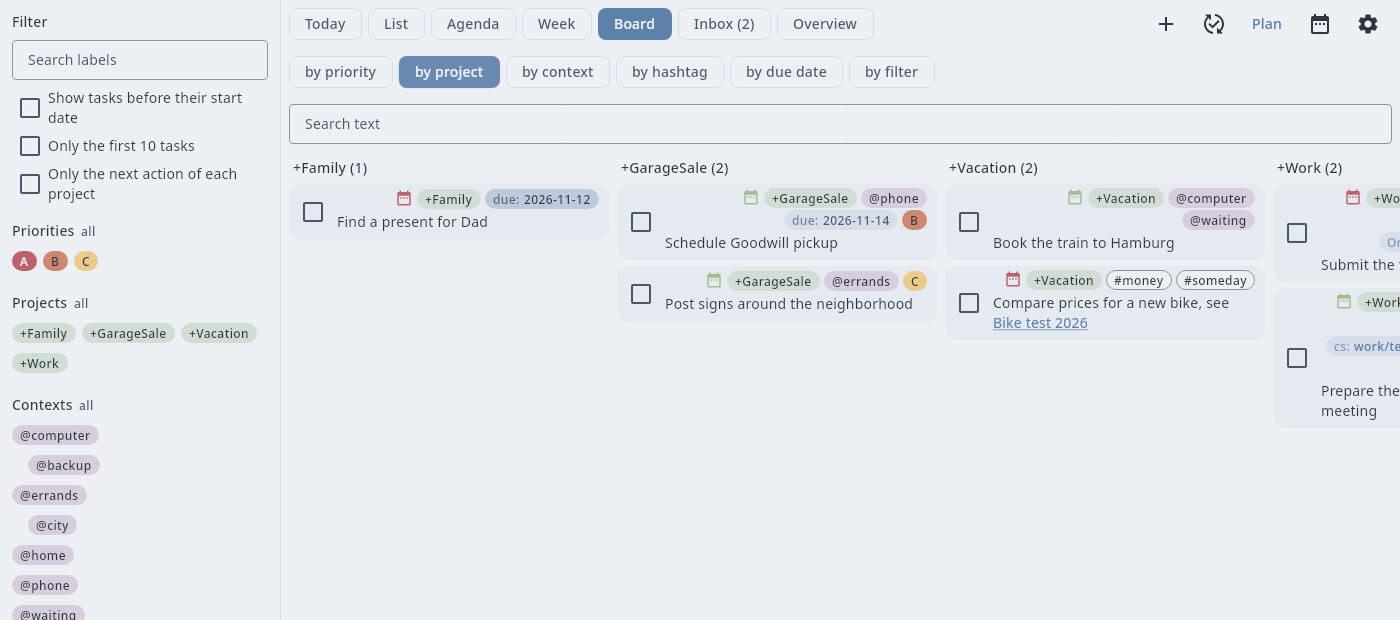 Filter
Search labels
Show tasks before their start
date
Only the first 10 tasks
Only the next action of each
project
Priorities all
A B C
Projects all
+Family +GarageSale +Vacation
+Work
Contexts all
@computer
@backup
@errands
@city
@home
@phone
@waiting
Today List Agenda Week Board Inbox (2) Overview
Plan
by priority by project by context by hashtag by due date by filter
Search text
+Family (1)
+Family due: 2026-11-12
Find a present for Dad
+GarageSale (2)
+GarageSale @phone
due: 2026-11-14 B
Schedule Goodwill pickup
+GarageSale @errands C
Post signs around the neighborhood
+Vacation (2)
+Vacation @computer
@waiting
Book the train to Hamburg
+Vacation #money #someday
Compare prices for a new bike, see
Bike test 2026
+Work (2)
Submit the
+Work
cs: work/te
Prepare the
meeting